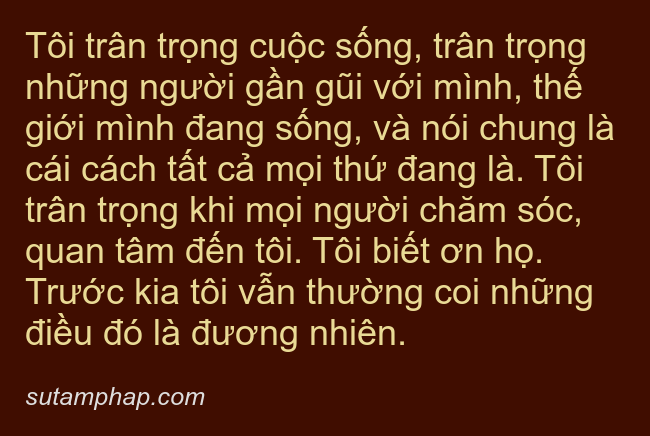 Tôi trân trọng cuộc sống, trân trọng
những người gần gũi với mình, thế
giới mình đang sống, và nói chung là
cái cách tất cả mọi thứ đang là. Tôi
trân trọng khi mọi người chăm sóc,
quan tâm đến tôi. Tôi biết ơn họ.
Trước kia tôi vẫn thường coi những
điều đó là đương nhiên.
sutamphap.com